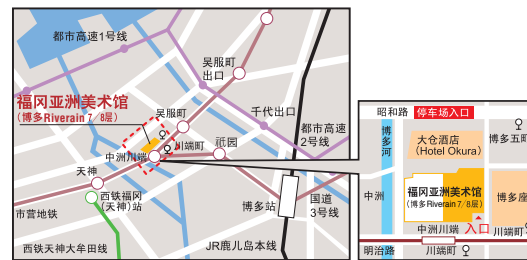 都市高速1号线
吴服町
出口
福冈亚洲美术馆
(博多Riverain 7/8层)
吴服町
千代出口
都市高速
2号线
川端町
祇园
中洲川端
天神
西铁福冈
(天神)站
市营地铁
博多站
国道
3号线
西铁天神大牟田线
JR鹿儿岛本线
昭和路
停车场入口
博多河
大仓酒店
(Hotel Okura)
博多五町
中洲
福冈亚洲美术馆
(博多Riverain 7/8层)
博多座
中洲川端
入口
川端町
明治路
川端町